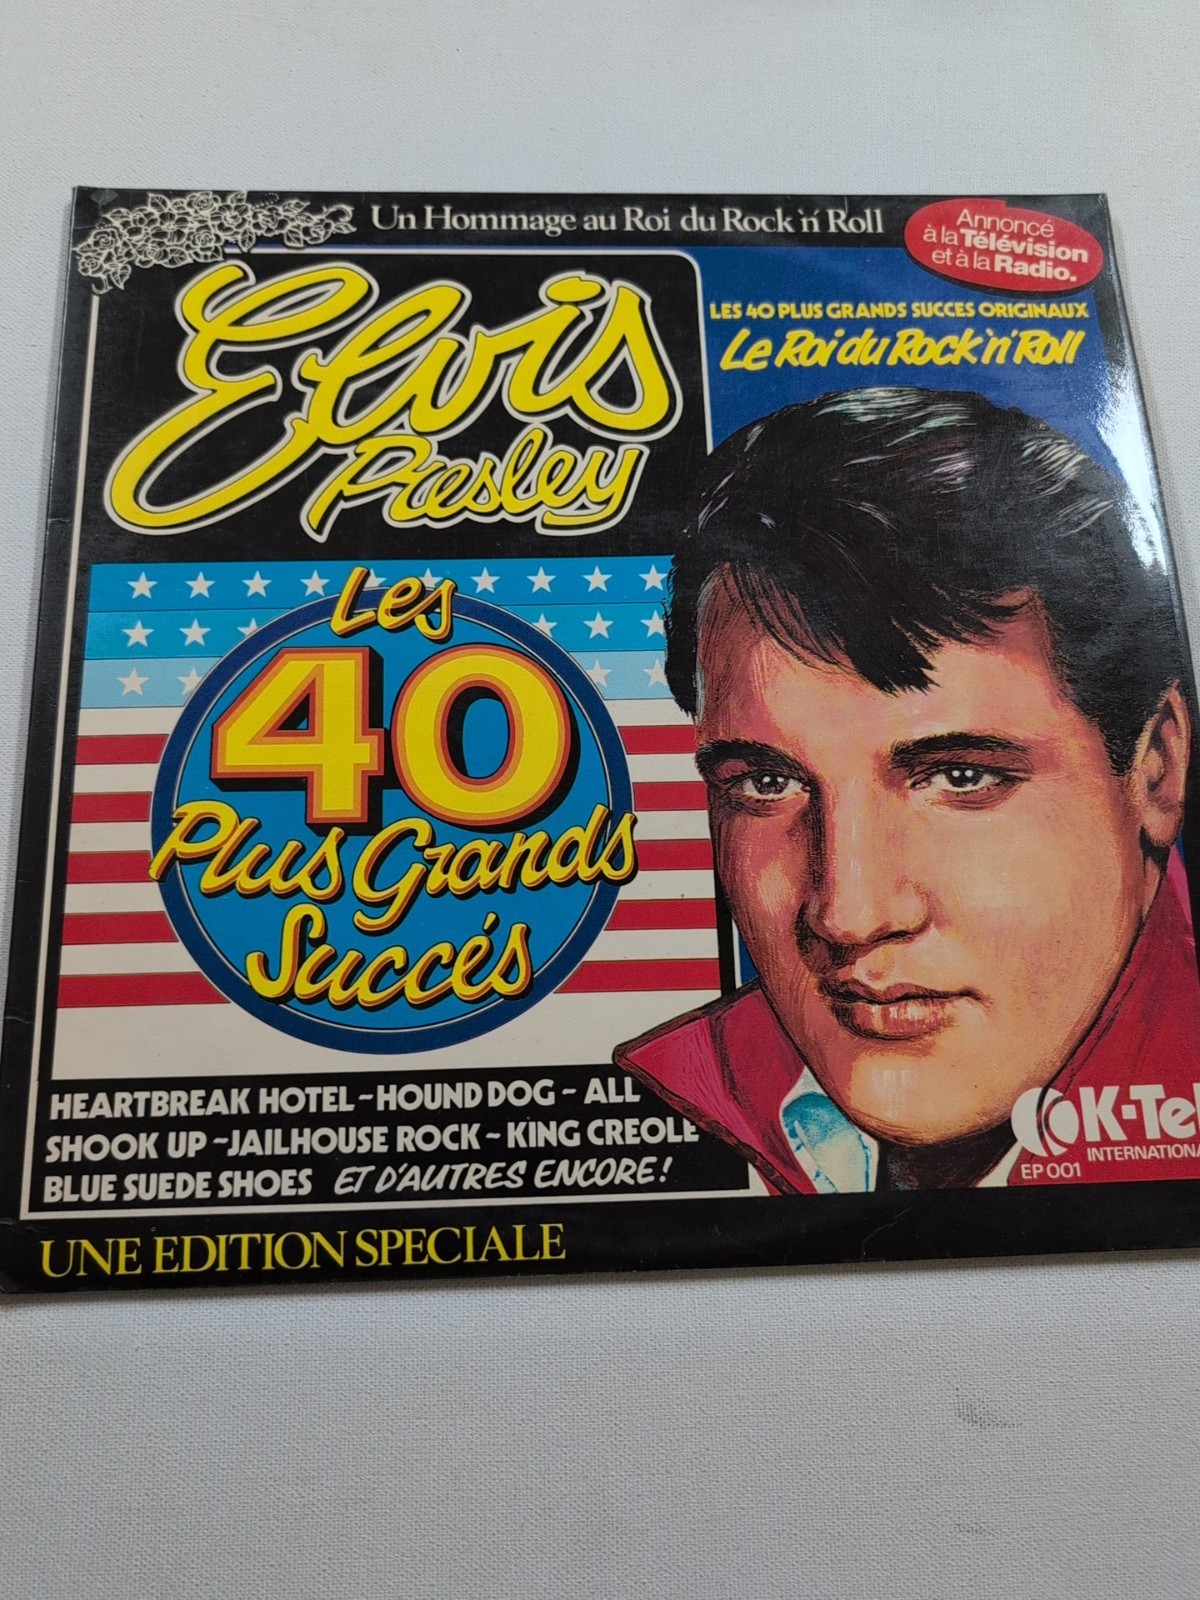 Un Hommage au Roi du Rock 'n' Roll
Annoncé
à la Télévision
et à la Radio.
Elvis
Presley
LES 40 PLUS GRANDS SUCCES ORIGINAUX
Le Roi du Rock 'n' Roll
Les
40
Plus Grands
Succés
HEARTBREAK HOTEL ~ HOUND DOG ~ ALL
SHOOK UP ~ JAILHOUSE ROCK ~ KING CREOLE
BLUE SUEDE SHOES ET D'AUTRES ENCORE!
K-Tel
INTERNATIONA
EP 001
UNE EDITION SPECIALE